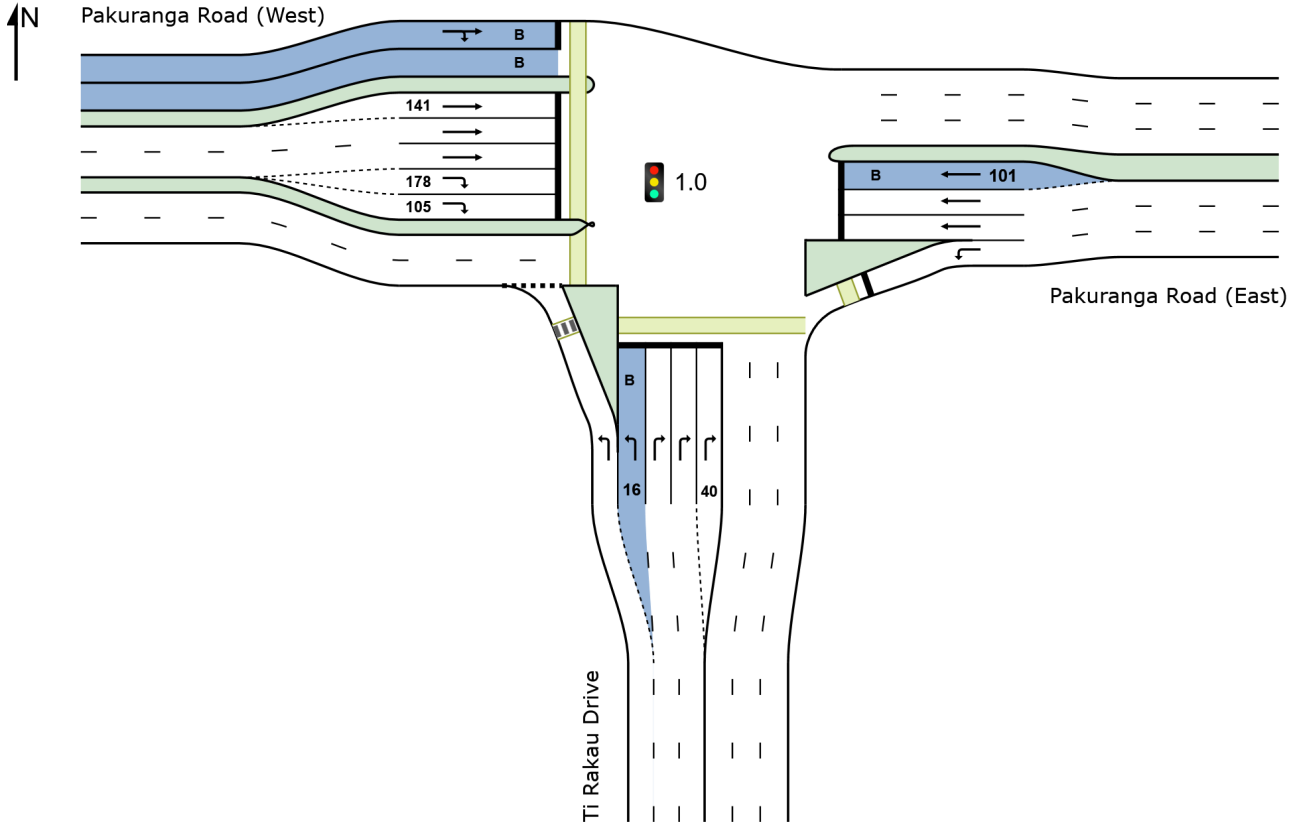 N
Pakuranga Road (West)
B
B
141
178
105
1.0
B
101
Pakuranga Road (East)
B
16
40
Ti Rakau Drive